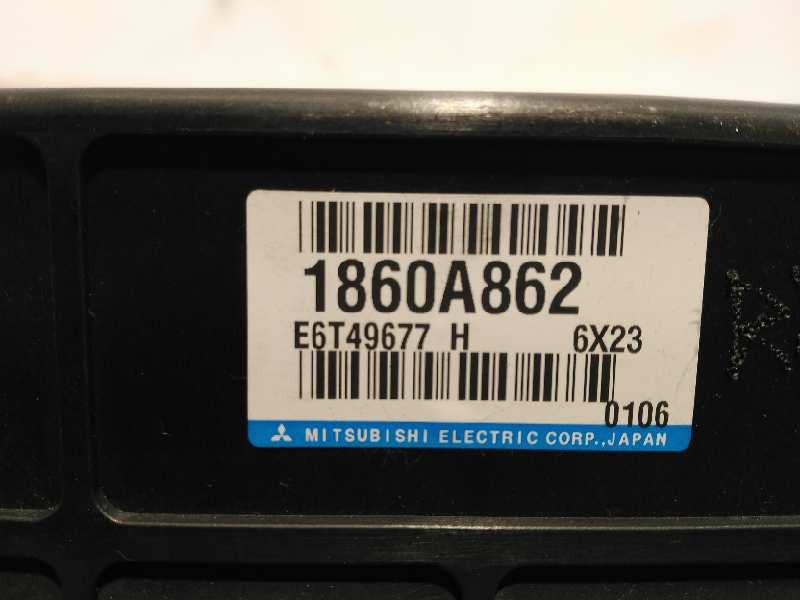 1860A862
E6T49677 H 6X23
0106
MITSUBISHI ELECTRIC CORP.,JAPAN